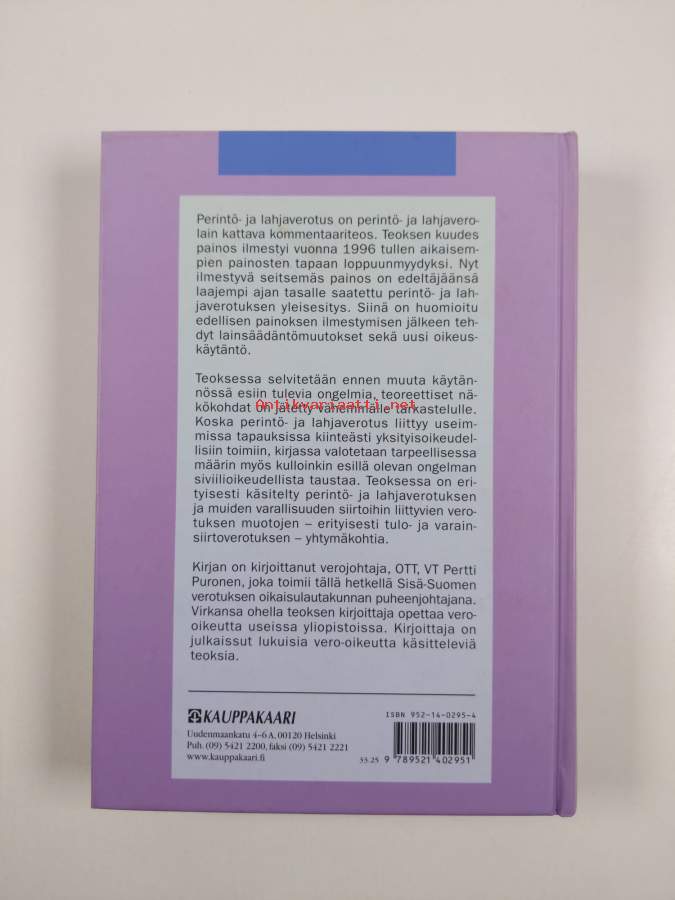 Perintö- ja lahjaverotus on perintö- ja lahjavero-
lain kattava kommentaariteos. Teoksen kuudes
painos ilmestyi vuonna 1996 tullen aikaisem-
pien painosten tapaan loppuunmyydyksi. Nyt
ilmestyvä seitsemäs painos on edeltäjäänsä
laajempi ajan tasalle saatettu perintö- ja lah-
javerotuksen yleisesitys. Siinä on huomioitu
edellisen painoksen ilmestymisen jälkeen teh-
dyt lainsäädäntömuutokset sekä uusi oikeus-
käytäntö.
Teoksessa selvitetään ennen muuta käytän-
nössä esiin tulevia ongelmia, teoreettiset nä-
Antikvariaatti.net
kökohdat on jätetty vähemmälle tarkastelulle.
Koska perintö- ja lahjaverotus liittyy useim-
missa tapauksissa kiinteästi yksityisoikeudel-
lisiin toimiin, kirjassa valotetaan tarpeellisessa
määrin myös kulloinkin esillä olevan ongelman
siviilioikeudellista taustaa. Teoksessa on eri-
tyisesti käsitelty perintö- ja lahjaverotuksen
ja muiden varallisuuden siirtoihin liittyvien vero-
tuksen muotojen – erityisesti tulo- ja varain-
siirtoverotuksen – yhtymäkohtia.
Kirjan on kirjoittanut verojohtaja, OTT, VT Pertti
Puronen, joka toimii tällä hetkellä Sisä-Suomen
verotuksen oikaisulautakunnan puheenjohtajana.
Virkansa ohella teoksen kirjoittaja opettaa vero-
oikeutta useissa yliopistoissa. Kirjoittaja on
julkaissut lukuisia vero-oikeutta käsitteleviä
teoksia.
KAUPPAKAARI
Uudenmaankatu 4–6 A, 00120 Helsinki
Puh. (09) 5421 2200, faksi (09) 5421 2221
www.kauppakaari.fi
ISBN 952-14-0295-4
33.25 9 789521 402951